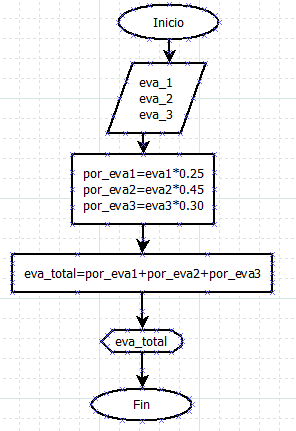 Inicio
eva_1
eva_2
eva_3
por_eva1=eva1*0.25
por_eva2=eva2*0.45
por_eva3=eva3*0.30
eva_total=por_eva1+por_eva2+por_eva3
eva_total
Fin